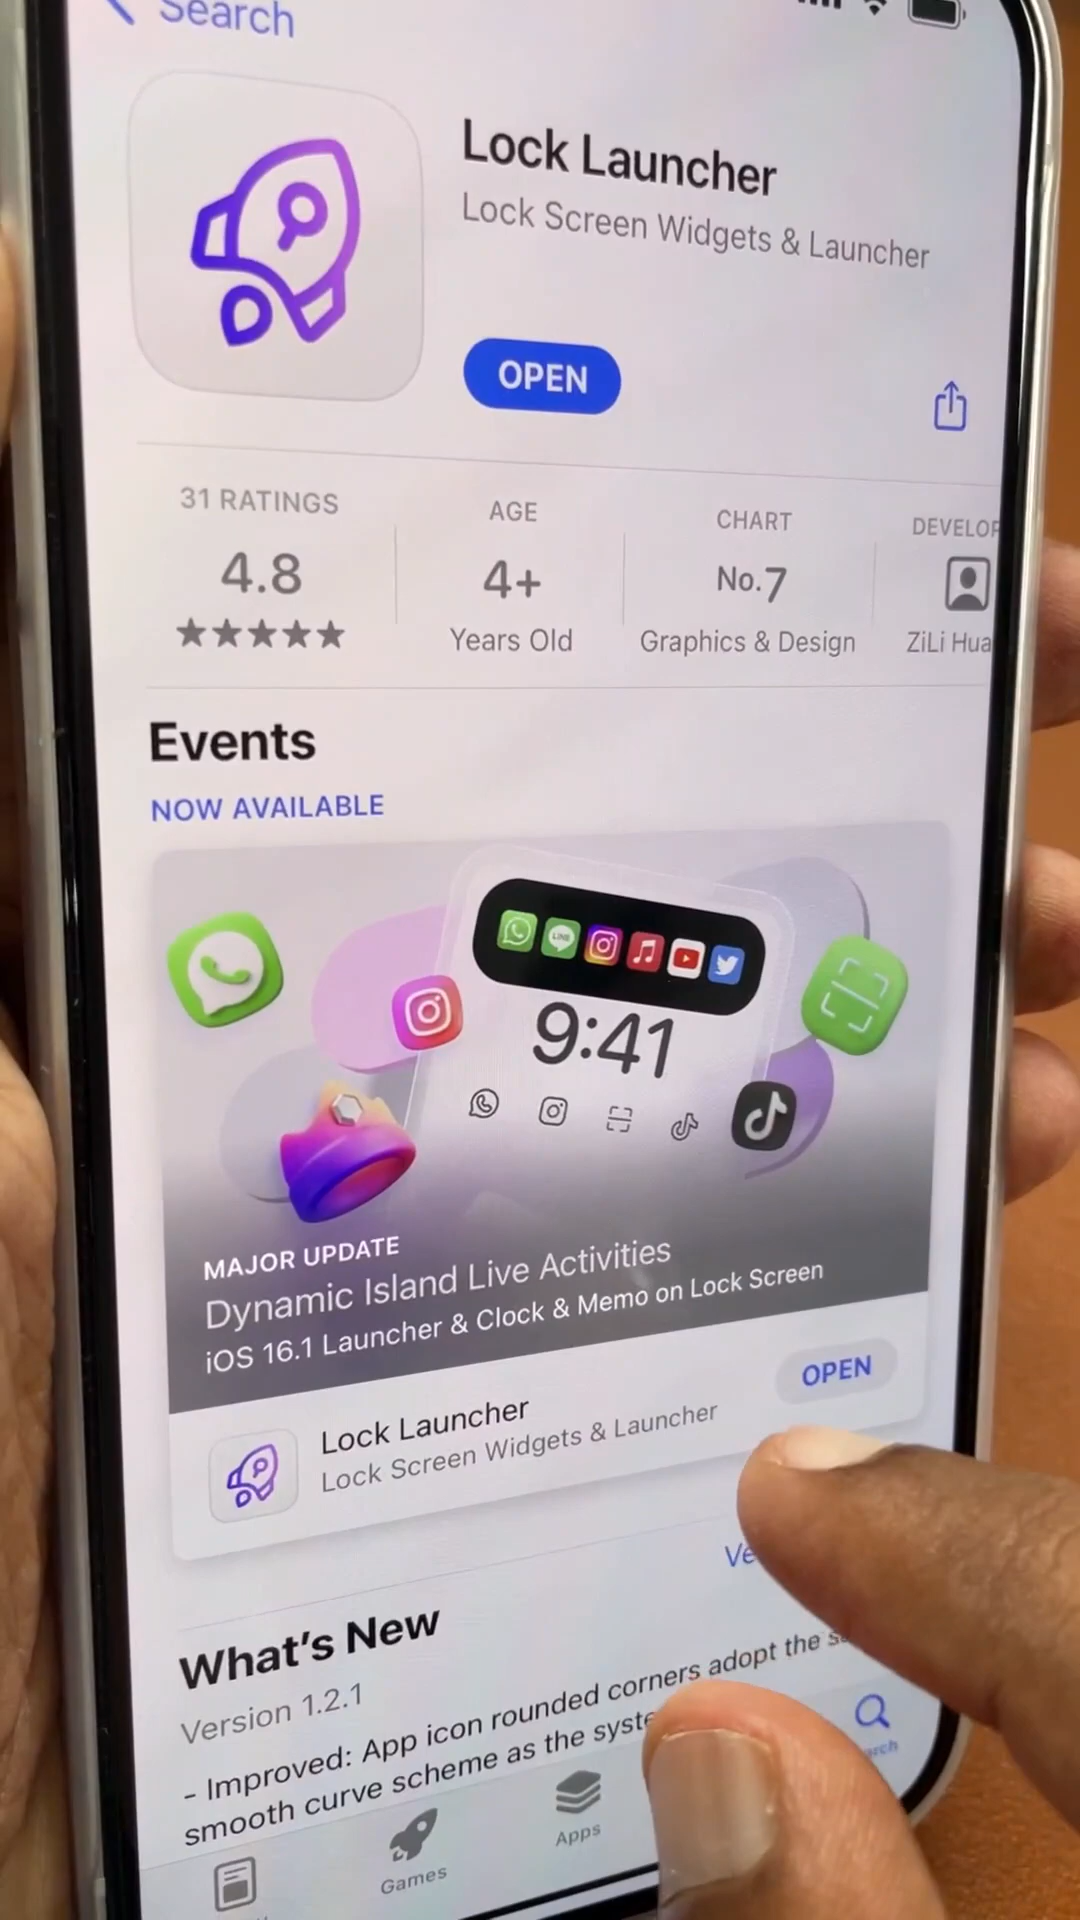 Search
Lock Launcher
Lock Screen Widgets & Launcher
OPEN
31 RATINGS
4.8
AGE
4+
Years Old
CHART
No.7
Graphics & Design
DEVELOP
ZiLi Hua
Events
NOW AVAILABLE
LINE
9:41
MAJOR UPDATE
Dynamic Island Live Activities
iOS 16.1 Launcher & Clock & Memo on Lock Screen
Lock Launcher
Lock Screen Widgets & Launcher
OPEN
Ve
What's New
Version 1.2.1
- Improved: App icon rounded corners adopt the
smooth curve scheme as the
Games
Apps